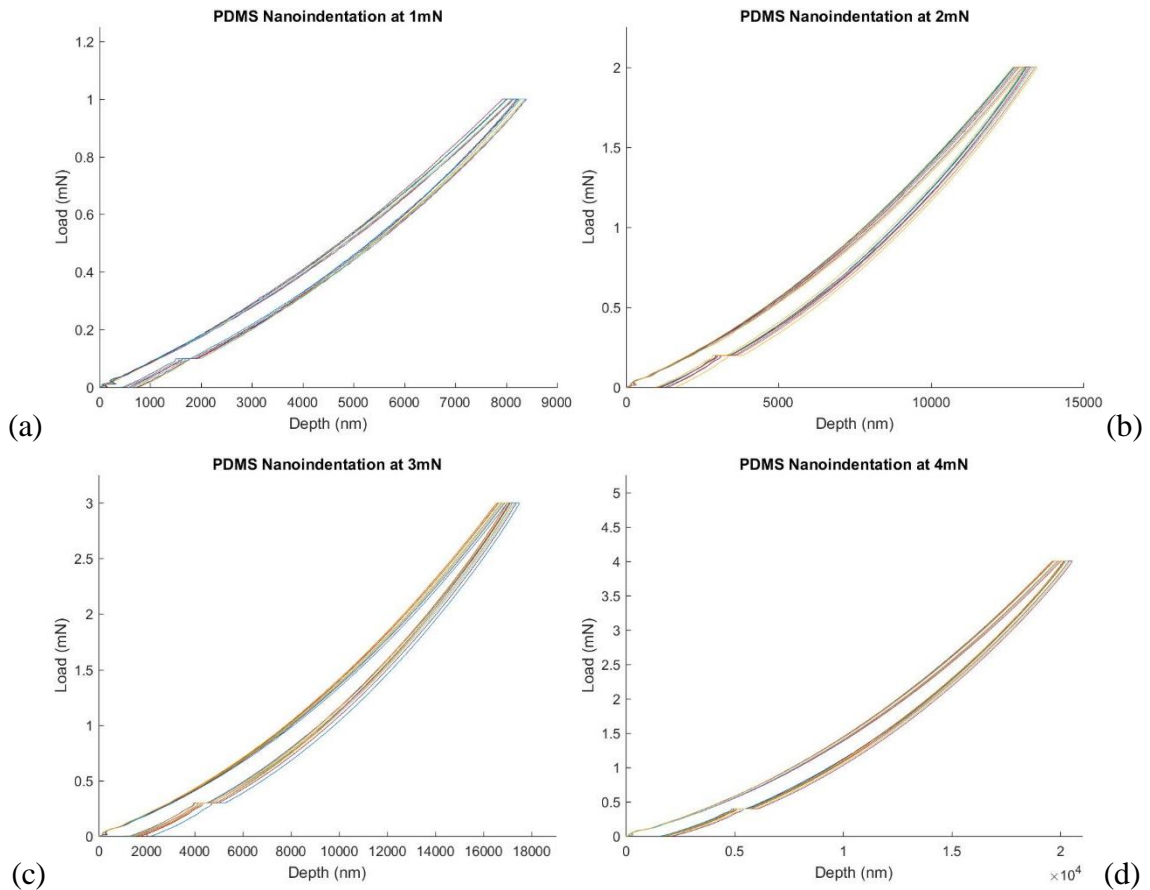 PDMS Nanoindentation at 1mN
1.2
1
0.8
0.6
0.4
0.2
0
Load (mN)
0 1000 2000 3000 4000 5000 6000 7000 8000 9000
Depth (nm)
(a)
PDMS Nanoindentation at 2mN
2
1.5
1
0.5
0
Load (mN)
0 5000 10000 15000
Depth (nm)
(b)
PDMS Nanoindentation at 3mN
3
2.5
2
1.5
1
0.5
0
Load (mN)
0 2000 4000 6000 8000 10000 12000 14000 16000 18000
Depth (nm)
(c)
PDMS Nanoindentation at 4mN
5
4.5
4
3.5
3
2.5
2
1.5
1
0.5
0
Load (mN)
0 0.5 1 1.5 2
×10⁴
Depth (nm)
(d)